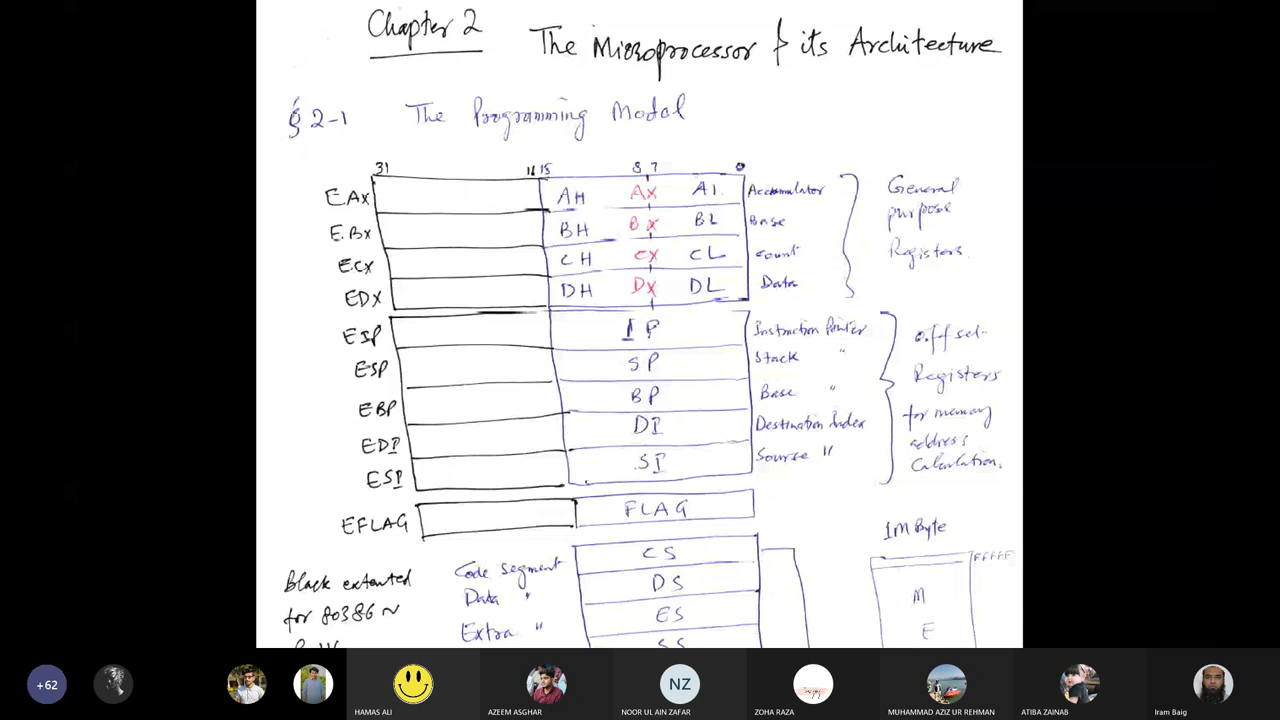 Chapter 2 The Microprocessor & its Architecture
§ 2-1 The Programming Modal
31 16 15 8 7 0
EAX AH AX AL Accumulator
EBX BH BX BL Base
ECX CH CX CL Count
EDX DH DX DL Data
General
purpose
Registers
EIP IP Instruction Pointer
ESP SP Stack "
EBP BP Base "
EDI DI Destination Index
ESI SI Source "
offset
Registers
for memory
address
Calculation.
EFLAG FLAG
Black extented
for 80386 ~
Code segment CS
Data " DS
Extra " ES
SS
1M Byte
FFFFF
M
E
+62
HAMAS ALI
AZEEM ASGHAR
NZ
NOOR UL AIN ZAFAR
ZOHA RAZA
MUHAMMAD AZIZ UR REHMAN
ATIBA ZAINAB
Iram Baig